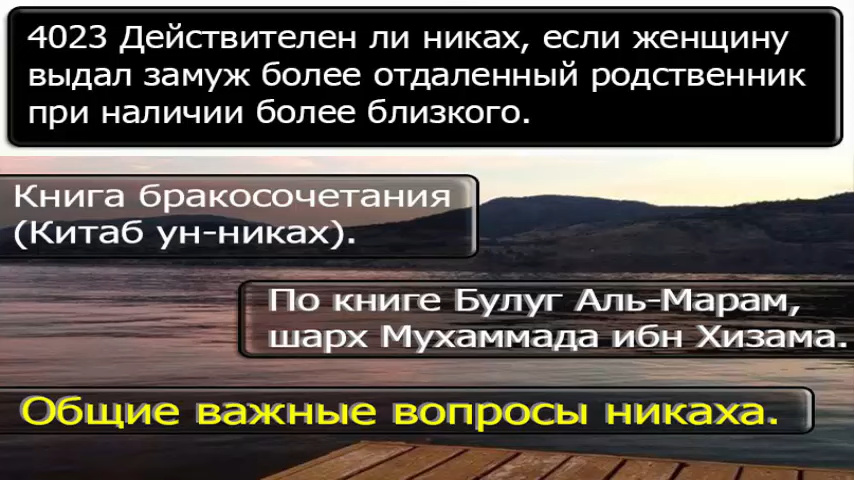 4023 Действителен ли никах, если женщину
выдал замуж более отдаленный родственник
при наличии более близкого.
Книга бракосочетания
(Китаб ун-никах).
По книге Булуг Аль-Марам,
шарх Мухаммада ибн Хизама.
Общие важные вопросы никаха.